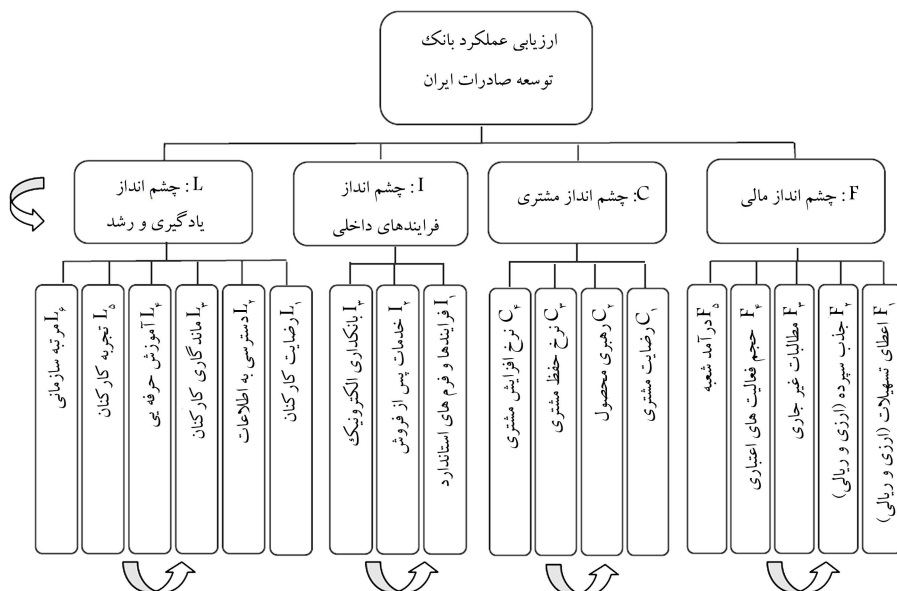 ارزیابی عملکرد بانک
توسعه صادرات ایران
F: چشم انداز مالی
C: چشم انداز مشتری
I: چشم انداز
فرایندهای داخلی
L: چشم انداز
یادگیری و رشد
F۱ اعطای تسهیلات (ارزی و ریالی)
F۲ جذب سپرده (ارزی و ریالی)
F۳ مطالبات غیر جاری
F۴ حجم فعالیت های اعتباری
F۵ درآمد شعبه
C۱ رضایت مشتری
C۲ رهبری محصول
C۳ نرخ حفظ مشتری
C۴ نرخ افزایش مشتری
I۱ فرایندها و فرم های استاندارد
I۲ خدمات پس از فروش
I۳ بانکداری الکترونیک
L۱ رضایت کارکنان
L۲ دسترسی به اطلاعات
L۳ ماندگاری کارکنان
L۴ آموزش حرفه یی
L۵ تجربه کارکنان
L۶ مرتبه سازمانی